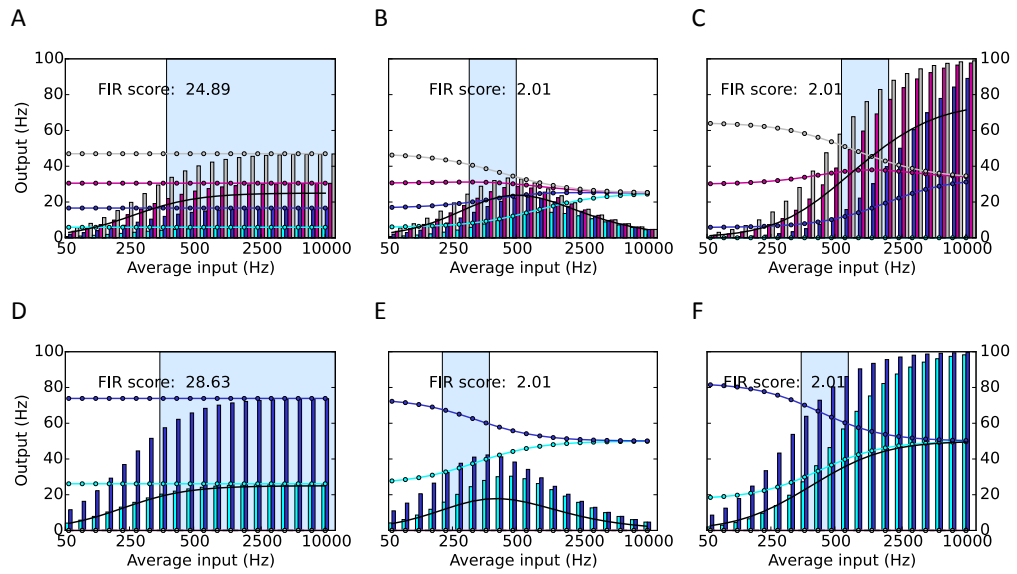 A
100
80
60
40
20
0
Output (Hz)
FIR score: 24.89
50 250 500 2500 10000
Average input (Hz)
B
FIR score: 2.01
50 250 500 2500 10000
Average input (Hz)
C
FIR score: 2.01
100
80
60
40
20
0
50 250 500 2500 10000
Average input (Hz)
D
100
80
60
40
20
0
Output (Hz)
FIR score: 28.63
50 250 500 2500 10000
Average input (Hz)
E
FIR score: 2.01
50 250 500 2500 10000
Average input (Hz)
F
FIR score: 2.01
100
80
60
40
20
0
50 250 500 2500 10000
Average input (Hz)